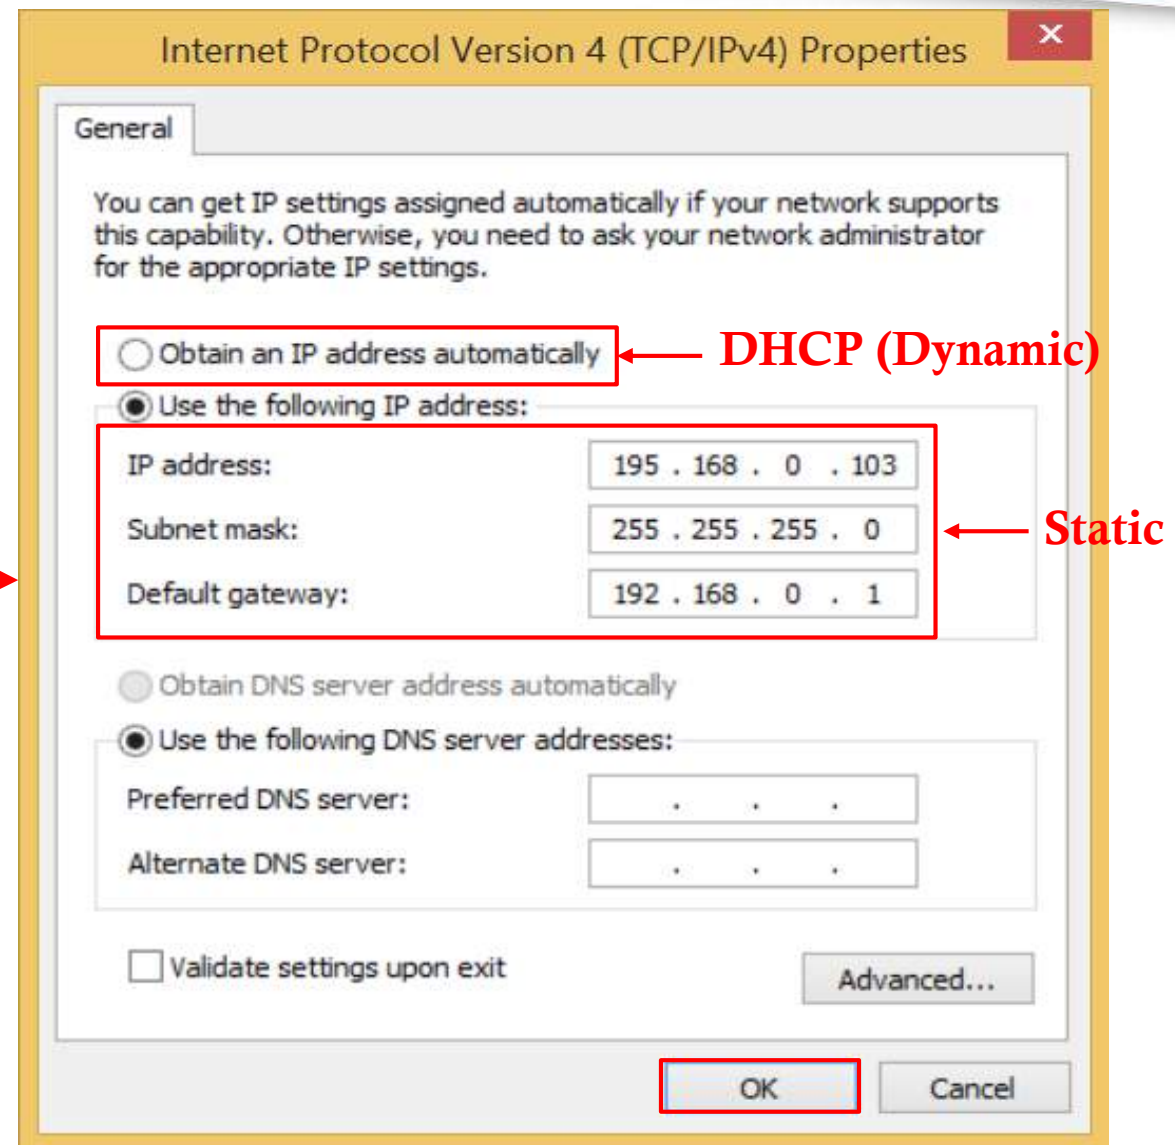 Internet Protocol Version 4 (TCP/IPv4) Properties
×
General
You can get IP settings assigned automatically if your network supports
this capability. Otherwise, you need to ask your network administrator
for the appropriate IP settings.
Obtain an IP address automatically
DHCP (Dynamic)
Use the following IP address:
IP address: 195 . 168 . 0 . 103
Subnet mask: 255 . 255 . 255 . 0
Static
Default gateway: 192 . 168 . 0 . 1
Obtain DNS server address automatically
Use the following DNS server addresses:
Preferred DNS server: . . .
Alternate DNS server: . . .
Validate settings upon exit
Advanced...
OK Cancel